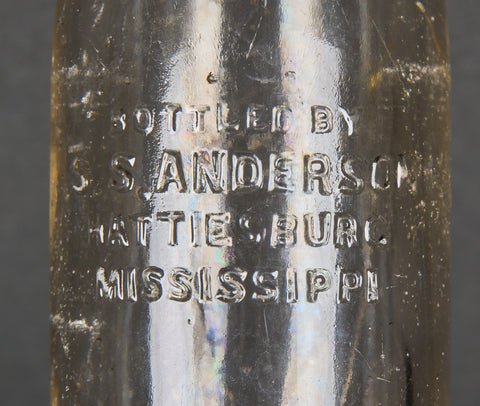 BOTTLED BY
S.S. ANDERSON
HATTIESBURG
MISSISSIPPI